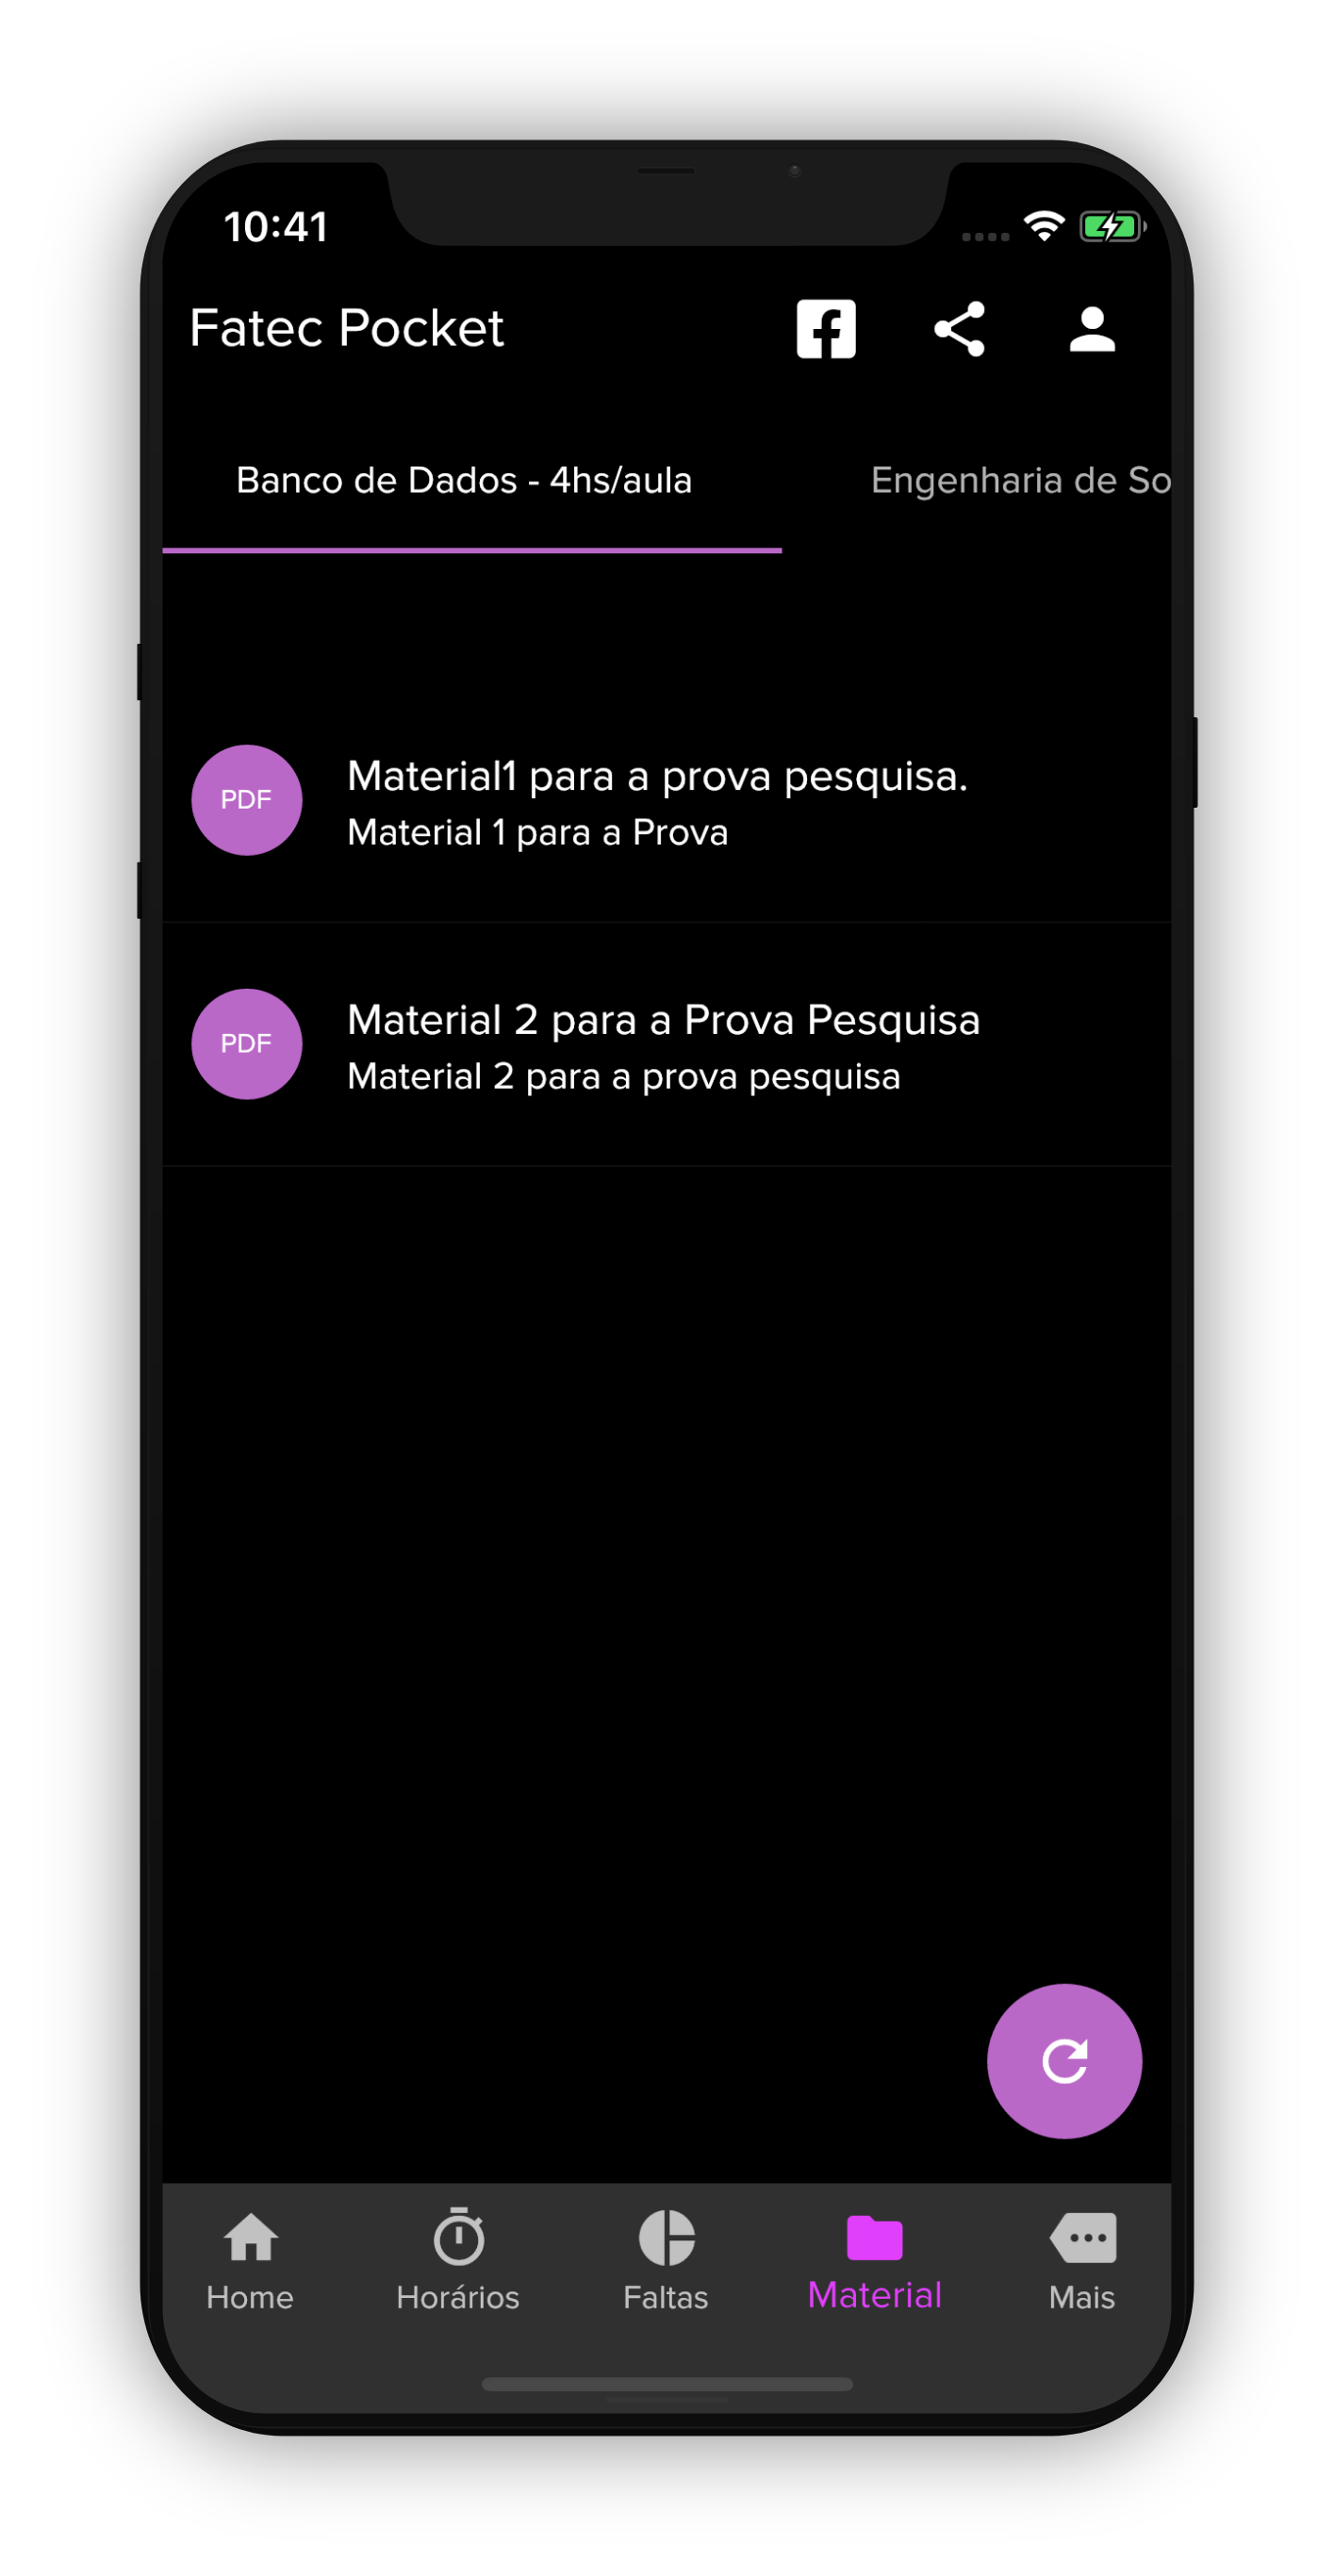 10:41
Fatec Pocket
Banco de Dados - 4hs/aula
Engenharia de So
PDF
Material1 para a prova pesquisa.
Material 1 para a Prova
PDF
Material 2 para a Prova Pesquisa
Material 2 para a prova pesquisa
Home
Horários
Faltas
Material
Mais